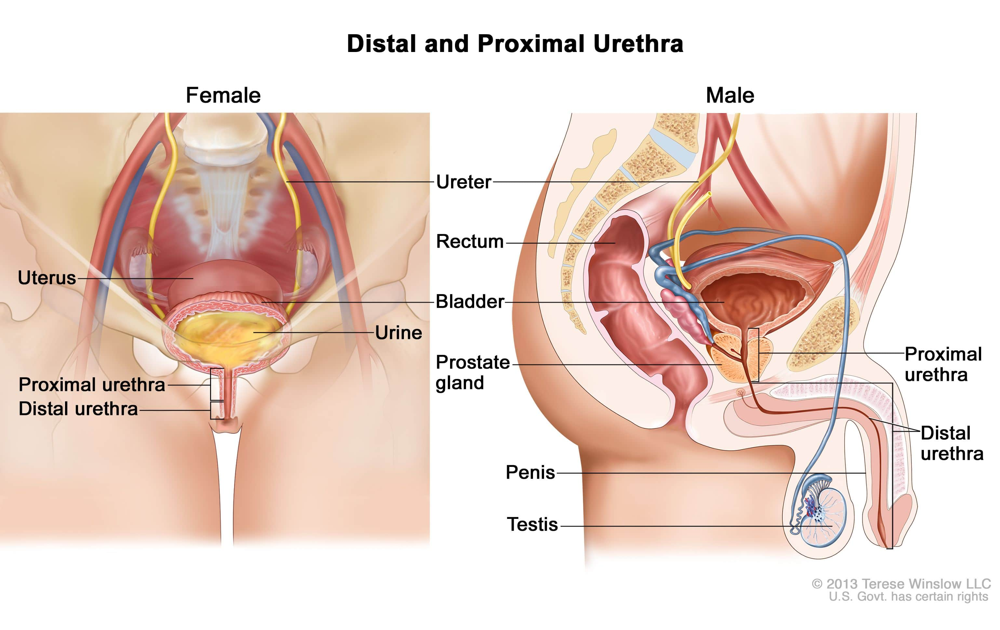 Distal and Proximal Urethra
Female
Male
Ureter
Rectum
Uterus
Bladder
Urine
Prostate
gland
Proximal urethra
Distal urethra
Proximal
urethra
Distal
urethra
Penis
Testis
© 2013 Terese Winslow LLC
U.S. Govt. has certain rights